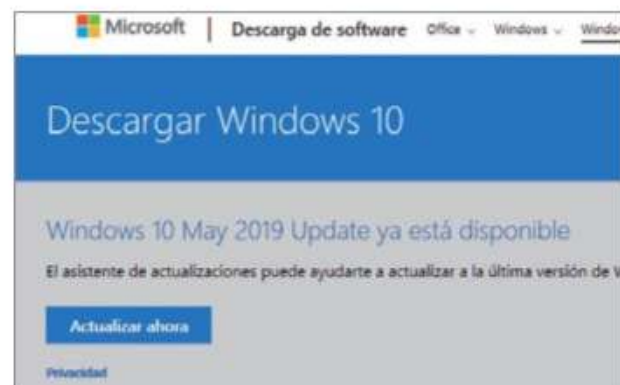 Microsoft | Descarga de software Office Windows
Descargar Windows 10
Windows 10 May 2019 Update ya está disponible
El asistente de actualizaciones puede ayudarte a actualizar a la última versión de
Actualizar ahora
Privacidad